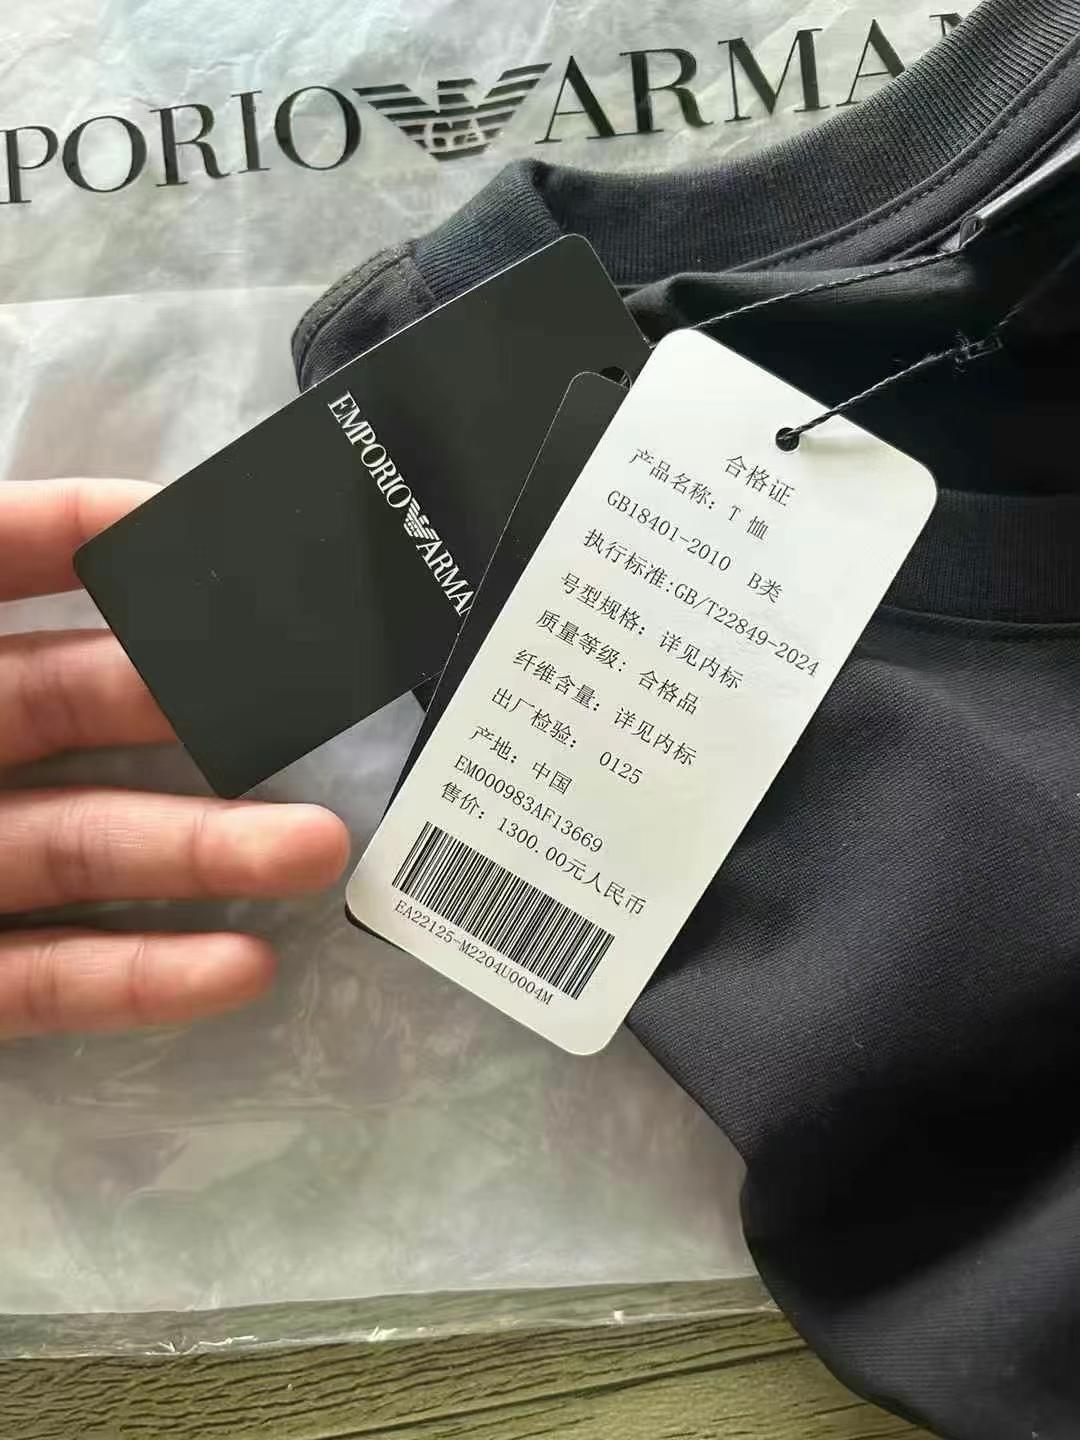 PORIO ARMA
EMPORIO ARMA
合格证
产品名称: T 恤
GB18401-2010 B类
执行标准:GB/T22849-2024
号型规格: 详见内标
质量等级: 合格品
纤维含量: 详见内标
出厂检验: 0125
产地: 中国
EM000983AF13669
售价: 1300.00元人民币
EA22125-M2204U0004M